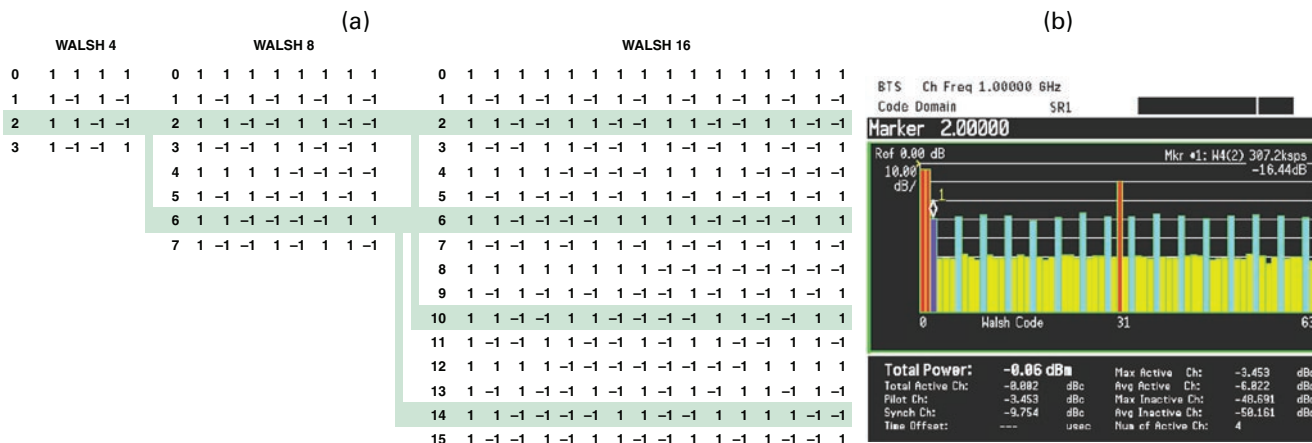 (a)
WALSH 4 WALSH 8 WALSH 16
0 1 1 1 1 0 1 1 1 1 1 1 1 1 0 1 1 1 1 1 1 1 1 1 1 1 1 1 1 1 1
1 1 –1 1 –1 1 1 –1 1 –1 1 –1 1 –1 1 1 –1 1 –1 1 –1 1 –1 1 –1 1 –1 1 –1 1 –1
2 1 1 –1 –1 2 1 1 –1 –1 1 1 –1 –1 2 1 1 –1 –1 1 1 –1 –1 1 1 –1 –1 1 1 –1 –1
3 1 –1 –1 1 3 1 –1 –1 1 1 –1 –1 1 3 1 –1 –1 1 1 –1 –1 1 1 –1 –1 1 1 –1 –1 1
4 1 1 1 1 –1 –1 –1 –1 4 1 1 1 1 –1 –1 –1 –1 1 1 1 1 –1 –1 –1 –1
5 1 –1 1 –1 –1 1 –1 1 5 1 –1 1 –1 –1 1 –1 1 1 –1 1 –1 –1 1 –1 1
6 1 1 –1 –1 –1 –1 1 1 6 1 1 –1 –1 –1 –1 1 1 1 1 –1 –1 –1 –1 1 1
7 1 –1 –1 1 –1 1 1 –1 7 1 –1 –1 1 –1 1 1 –1 1 –1 –1 1 –1 1 1 –1
8 1 1 1 1 1 1 1 1 –1 –1 –1 –1 –1 –1 –1 –1
9 1 –1 1 –1 1 –1 1 –1 –1 1 –1 1 –1 1 –1 1
10 1 1 –1 –1 1 1 –1 –1 –1 –1 1 1 –1 –1 1 1
11 1 –1 –1 1 1 –1 –1 1 –1 1 1 –1 –1 1 1 –1
12 1 1 1 1 –1 –1 –1 –1 –1 –1 –1 –1 1 1 1 1
13 1 –1 1 –1 –1 1 –1 1 –1 1 –1 1 1 –1 1 –1
14 1 1 –1 –1 –1 –1 1 1 –1 –1 1 1 1 1 –1 –1
15 1 –1 –1 1 –1 1 1 –1 –1 1 1 –1 1 –1 –1 1
(b)
BTS Ch Freq 1.00000 GHz
Code Domain SR1
Marker 2.00000
Ref 0.00 dB Mkr #1: W4(2) 307.2ksps
10.00 -16.44dB
dB/
1
0 Walsh Code 31 63
Total Power: -0.06 dBm Max Active Ch: -3.453 dBc
Total Active Ch: -0.002 dBc Avg Active Ch: -6.022 dBc
Pilot Ch: -3.453 dBc Max Inactive Ch: -48.691 dBc
Synch Ch: -9.754 dBc Avg Inactive Ch: -50.161 dBc
Time Offset: --- usec Num of Active Ch: 4